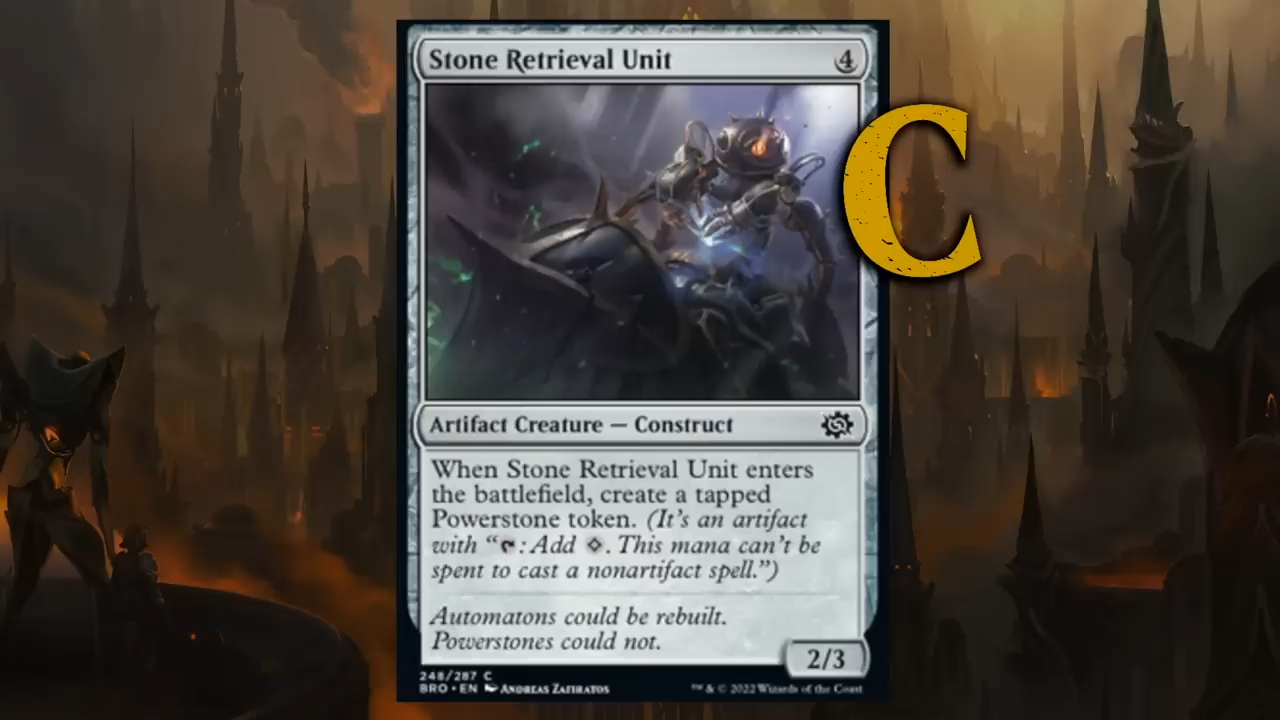 Stone Retrieval Unit 4
C
Artifact Creature — Construct
When Stone Retrieval Unit enters
the battlefield, create a tapped
Powerstone token. (It's an artifact
with “: Add . This mana can't be
spent to cast a nonartifact spell.”)
Automatons could be rebuilt.
Powerstones could not.
2/3
248/287 C
BRO • EN Andreas Zafiratos
™ & © 2022 Wizards of the Coast